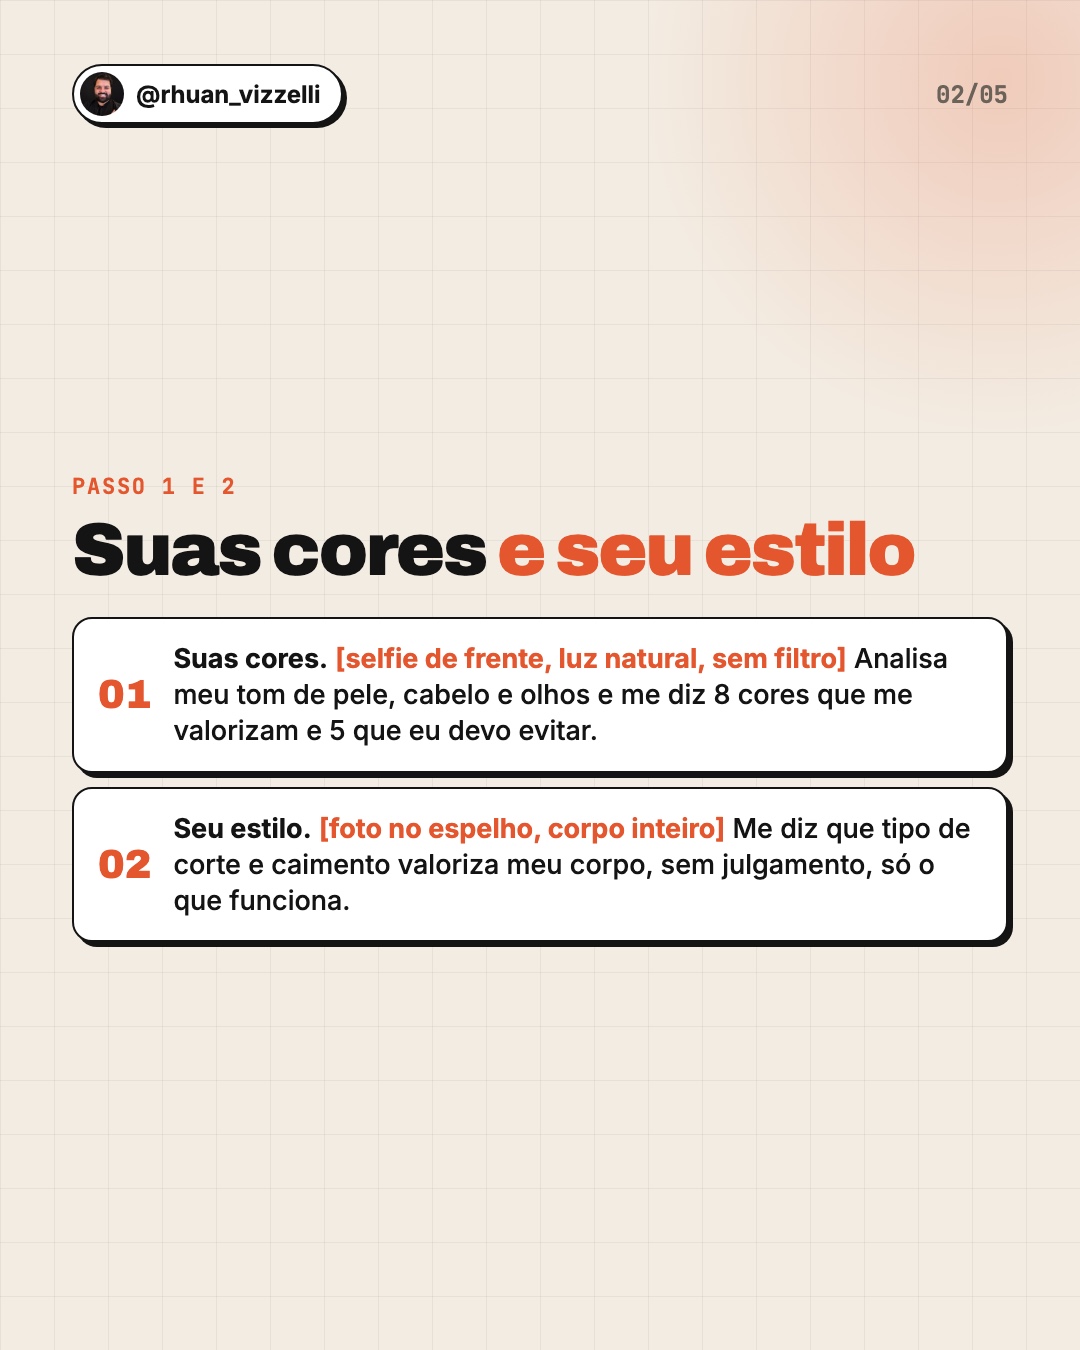 @rhuan_vizzelli
02/05
PASSO 1 E 2
Suas cores e seu estilo
01
Suas cores. [selfie de frente, luz natural, sem filtro] Analisa
meu tom de pele, cabelo e olhos e me diz 8 cores que me
valorizam e 5 que eu devo evitar.
02
Seu estilo. [foto no espelho, corpo inteiro] Me diz que tipo de
corte e caimento valoriza meu corpo, sem julgamento, só o
que funciona.